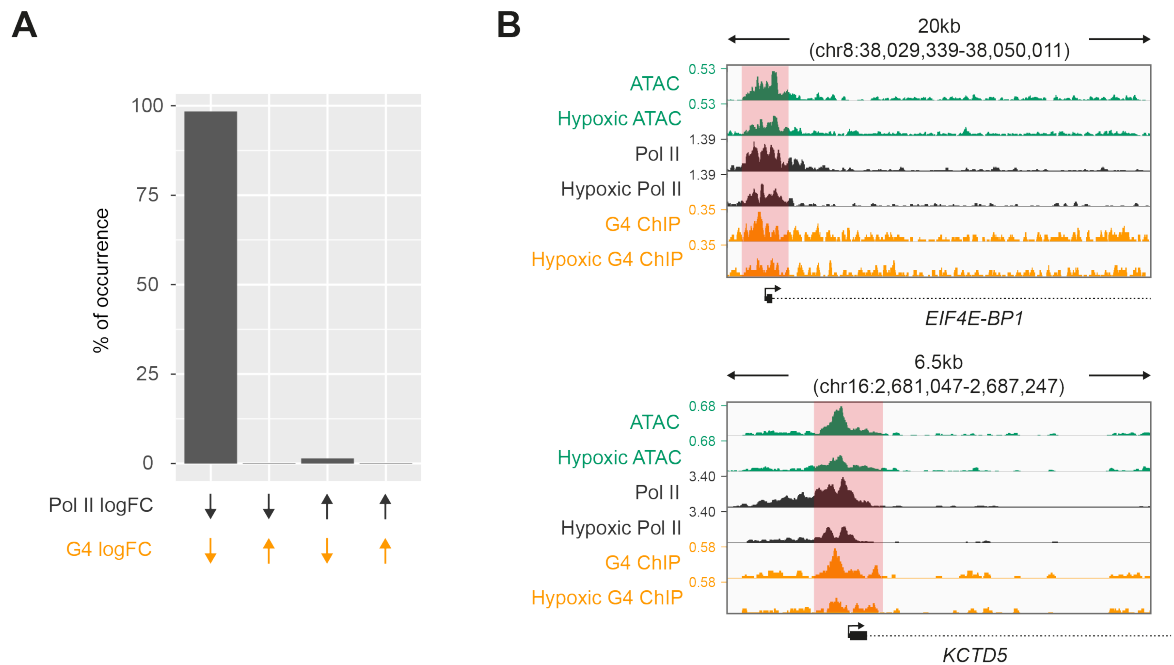 A
100
75
50
25
0
% of occurrence
Pol II logFC
G4 logFC
B
20kb
(chr8:38,029,339-38,050,011)
ATAC
0.53
Hypoxic ATAC
0.53
Pol II
1.39
Hypoxic Pol II
1.39
G4 ChIP
0.35
Hypoxic G4 ChIP
0.35
EIF4E-BP1
6.5kb
(chr16:2,681,047-2,687,247)
ATAC
0.68
Hypoxic ATAC
0.68
Pol II
3.40
Hypoxic Pol II
3.40
G4 ChIP
0.58
Hypoxic G4 ChIP
0.58
KCTD5